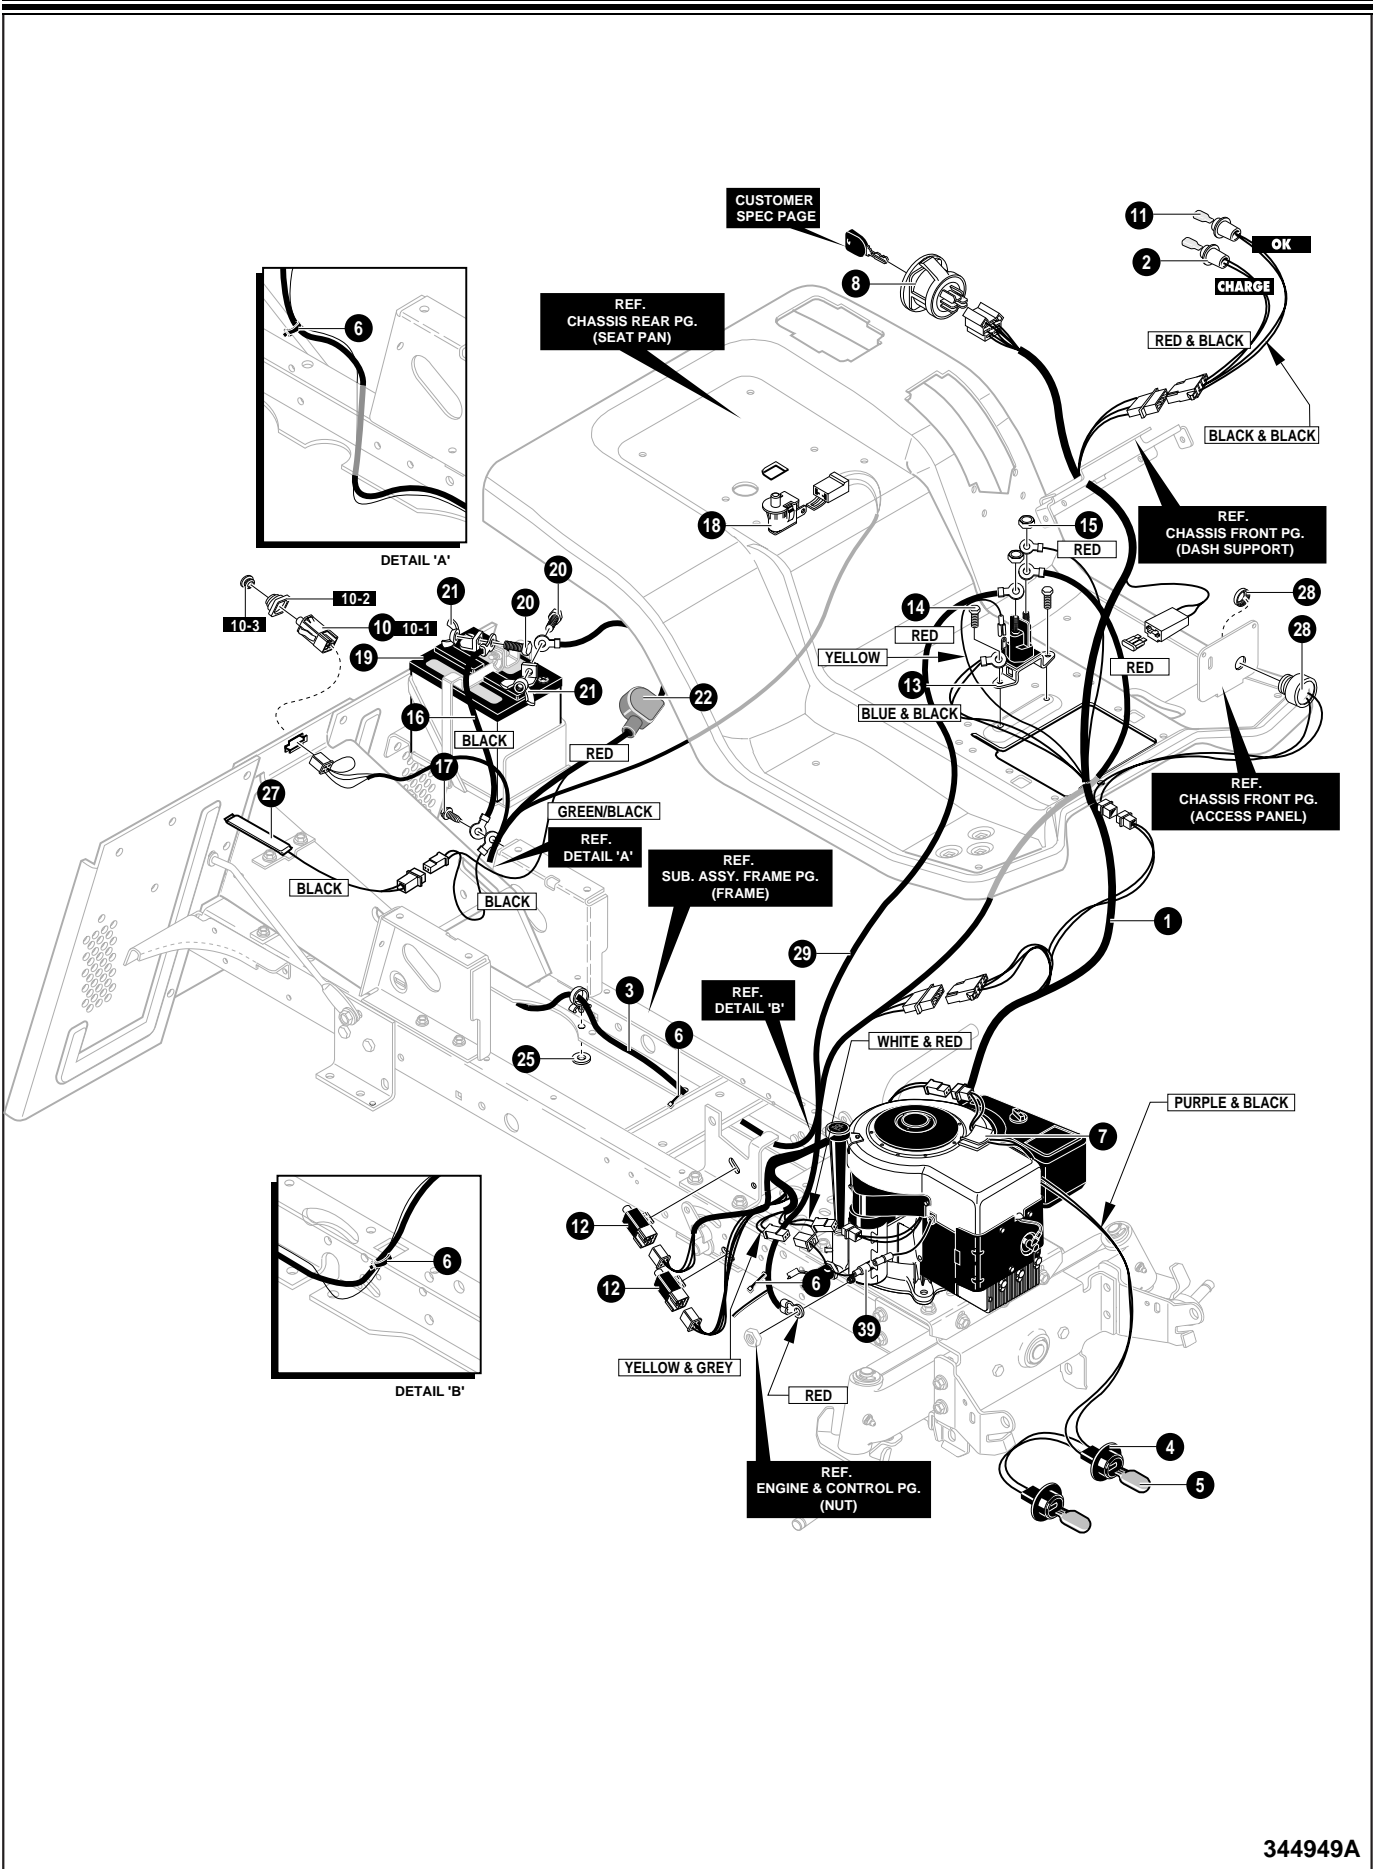 CUSTOMER
SPEC PAGE
11
2
OK
CHARGE
8
REF.
CHASSIS REAR PG.
(SEAT PAN)
6
RED & BLACK
BLACK & BLACK
DETAIL 'A'
18
15
RED
REF.
CHASSIS FRONT PG.
(DASH SUPPORT)
20
21
20
10-2
10-3
10
10-1
19
14
RED
YELLOW
28
28
RED
13
21
22
16
BLACK
BLUE & BLACK
RED
17
27
GREEN/BLACK
REF.
CHASSIS FRONT PG.
(ACCESS PANEL)
REF.
DETAIL 'A'
BLACK
BLACK
REF.
SUB. ASSY. FRAME PG.
(FRAME)
1
29
3
REF.
DETAIL 'B'
6
25
WHITE & RED
PURPLE & BLACK
7
12
6
12
6
39
YELLOW & GREY
RED
DETAIL 'B'
4
5
REF.
ENGINE & CONTROL PG.
(NUT)
344949A